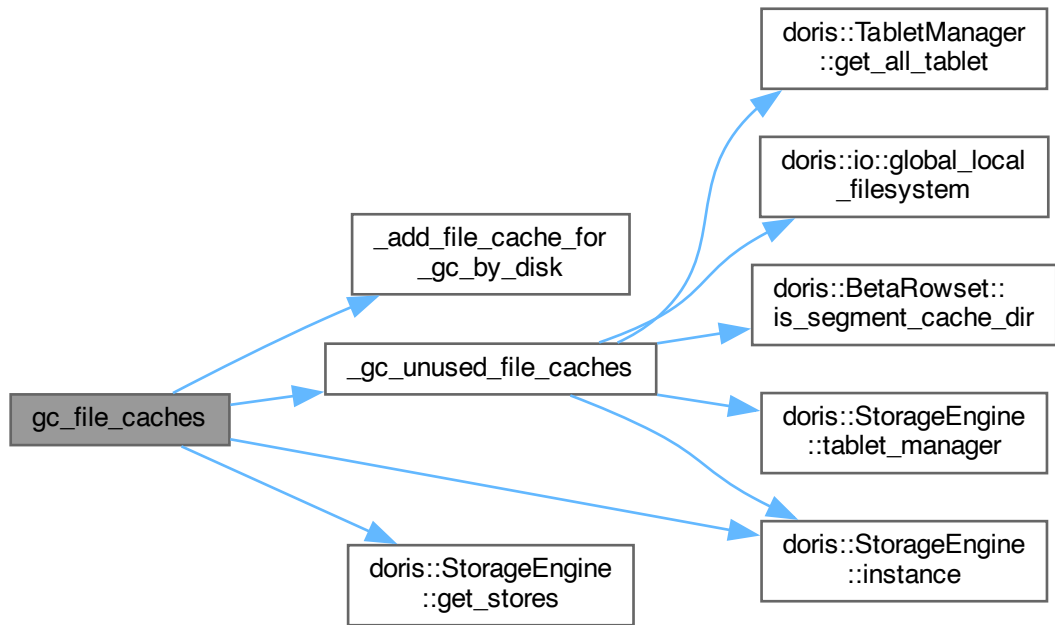 doris::TabletManager
::get_all_tablet
doris::io::global_local
_filesystem
_add_file_cache_for
_gc_by_disk
doris::BetaRowset::
is_segment_cache_dir
_gc_unused_file_caches
gc_file_caches
doris::StorageEngine
::tablet_manager
doris::StorageEngine
::instance
doris::StorageEngine
::get_stores